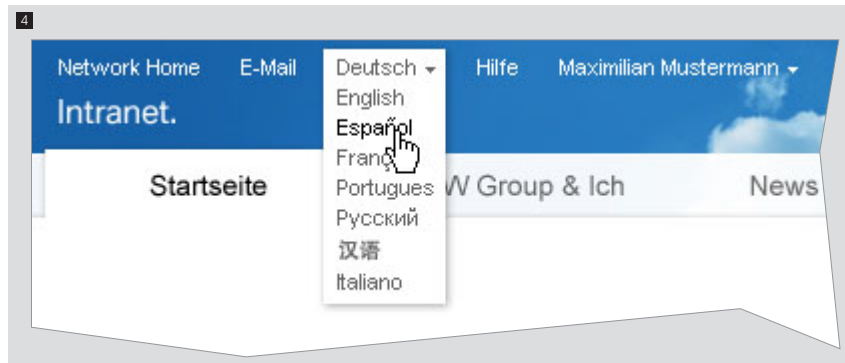 4
Network Home E-Mail Deutsch Hilfe Maximilian Mustermann
Intranet.
English
Español
Startseite W Group & Ich News
Portugues
Русский
汉语
Italiano